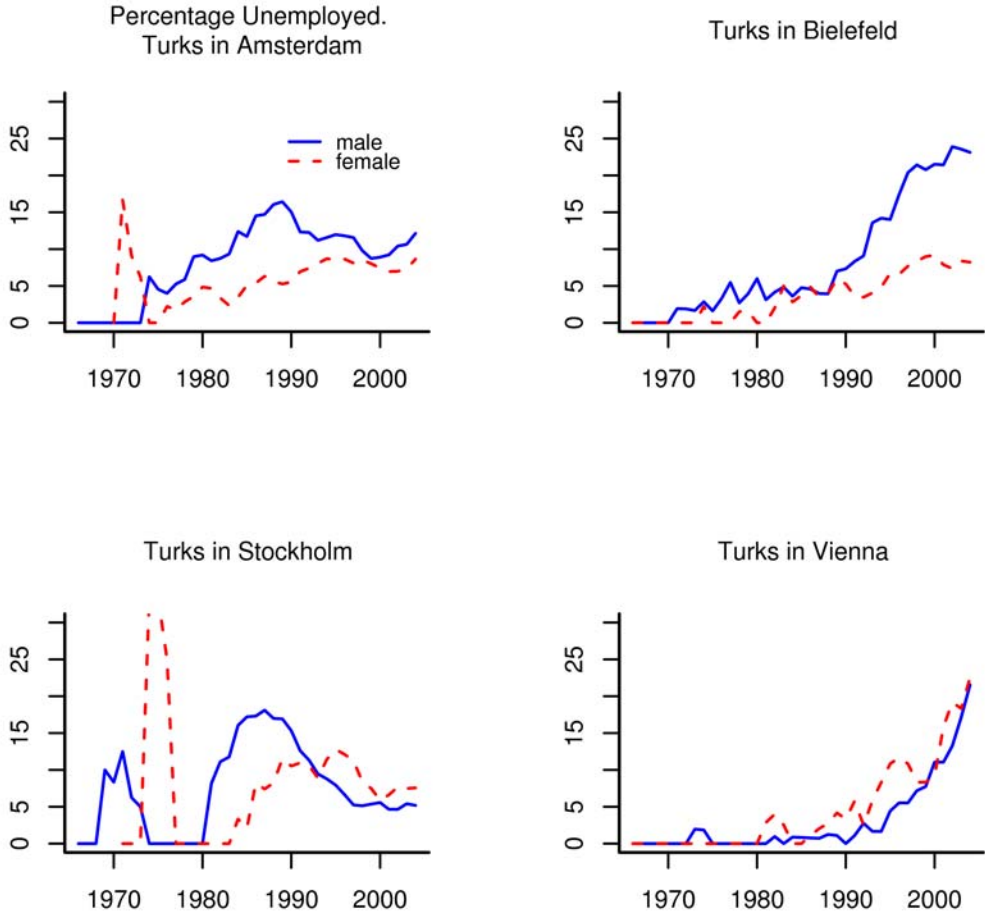 Percentage Unemployed.
Turks in Amsterdam
25
15
5
0
male
female
1970 1980 1990 2000
Turks in Bielefeld
25
15
5
0
1970 1980 1990 2000
Turks in Stockholm
25
15
5
0
1970 1980 1990 2000
Turks in Vienna
25
15
5
0
1970 1980 1990 2000